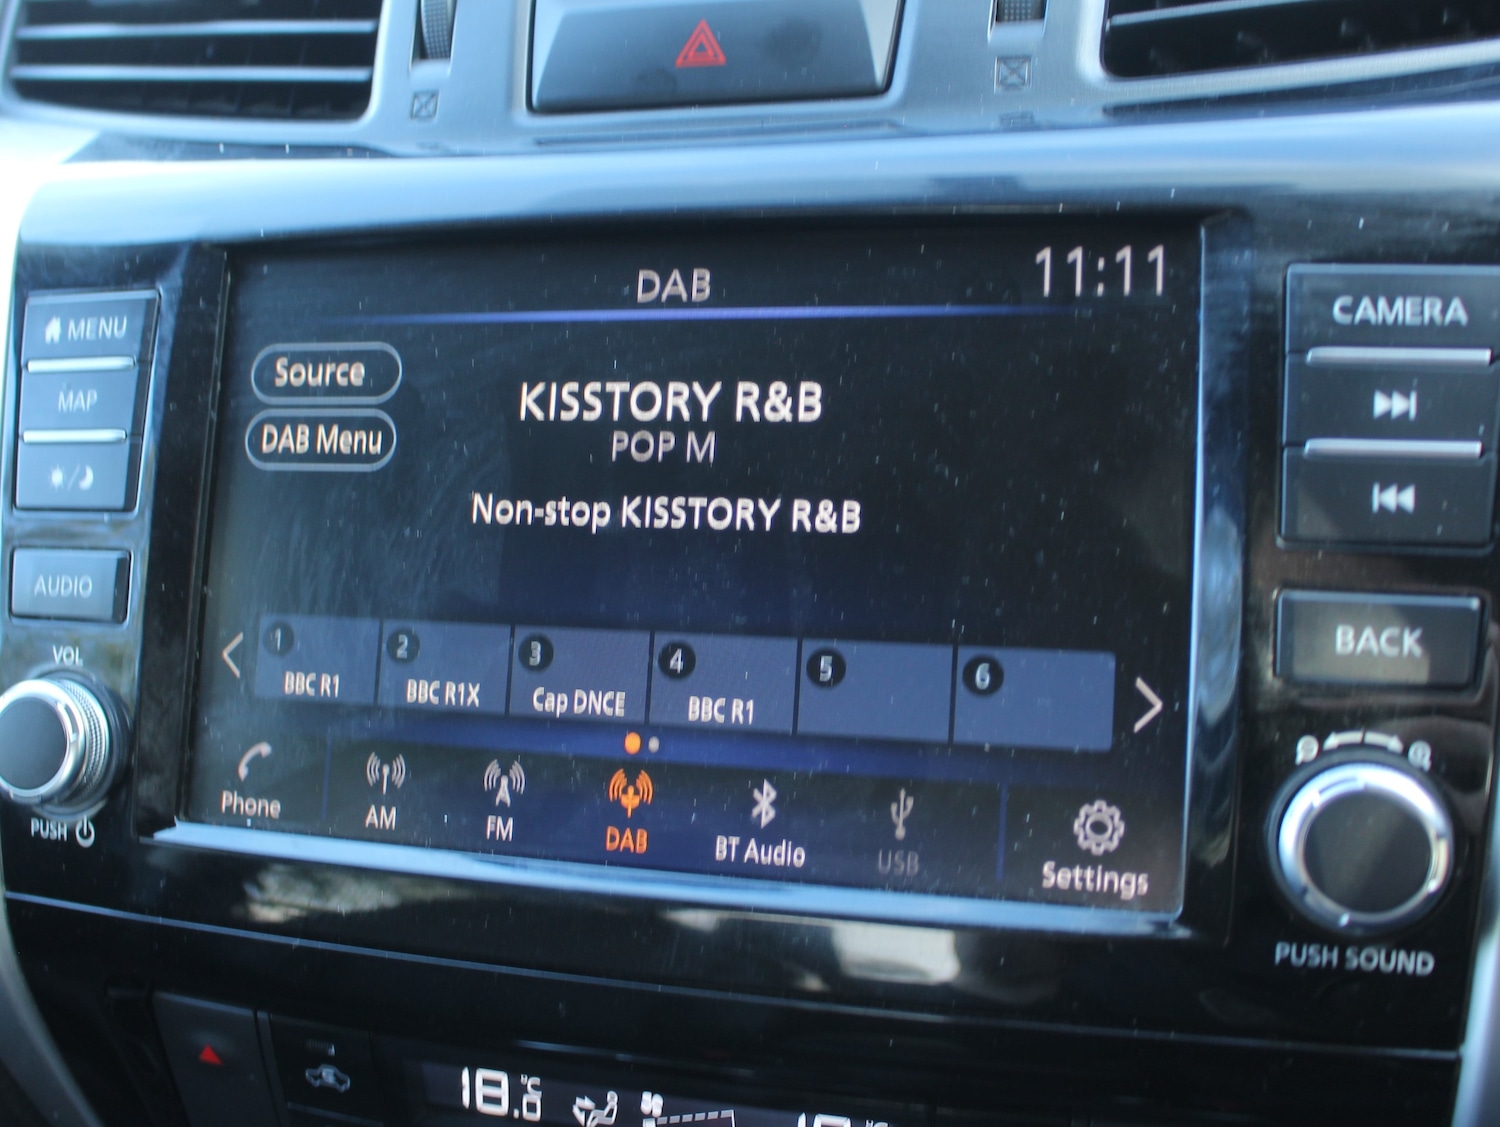 DAB
11:11
MENU
MAP
AUDIO
VOL
PUSH
Source
DAB Menu
KISSTORY R&B
POP M
Non-stop KISSTORY R&B
1
BBC R1
2
BBC R1X
3
Cap DNCE
4
BBC R1
5
6
Phone
AM
FM
DAB
BT Audio
USB
Settings
CAMERA
BACK
PUSH SOUND
18.0 °C